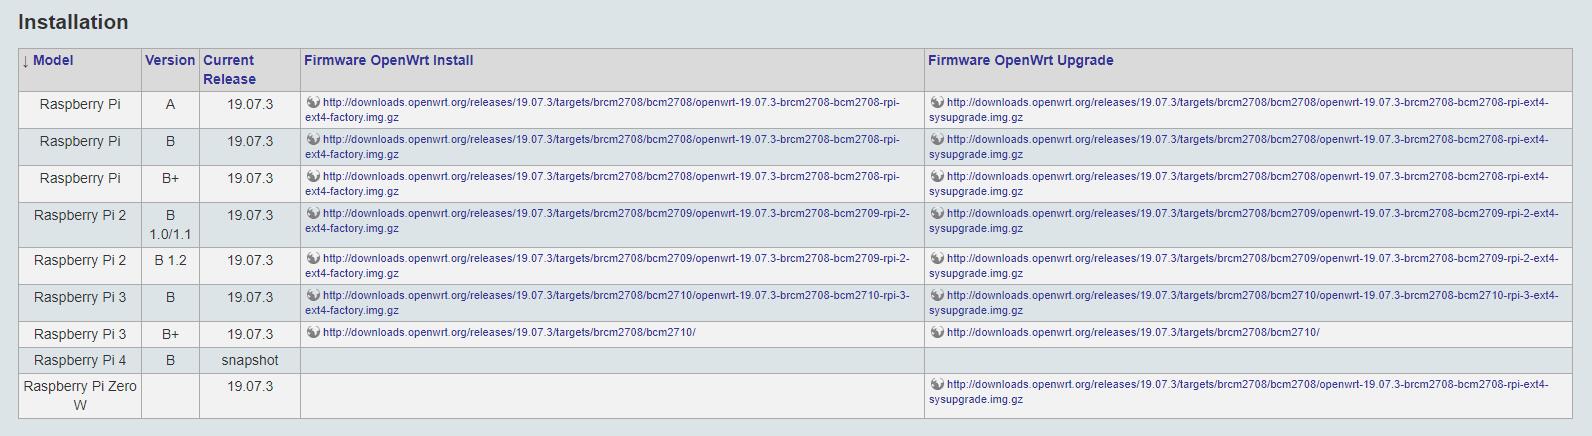 Installation
↓ Model Version Current Release Firmware OpenWrt Install Firmware OpenWrt Upgrade
Raspberry Pi A 19.07.3 http://downloads.openwrt.org/releases/19.07.3/targets/brcm2708/bcm2708/openwrt-19.07.3-brcm2708-bcm2708-rpi-ext4-factory.img.gz http://downloads.openwrt.org/releases/19.07.3/targets/brcm2708/bcm2708/openwrt-19.07.3-brcm2708-bcm2708-rpi-ext4-sysupgrade.img.gz
Raspberry Pi B 19.07.3 http://downloads.openwrt.org/releases/19.07.3/targets/brcm2708/bcm2708/openwrt-19.07.3-brcm2708-bcm2708-rpi-ext4-factory.img.gz http://downloads.openwrt.org/releases/19.07.3/targets/brcm2708/bcm2708/openwrt-19.07.3-brcm2708-bcm2708-rpi-ext4-sysupgrade.img.gz
Raspberry Pi B+ 19.07.3 http://downloads.openwrt.org/releases/19.07.3/targets/brcm2708/bcm2708/openwrt-19.07.3-brcm2708-bcm2708-rpi-ext4-factory.img.gz http://downloads.openwrt.org/releases/19.07.3/targets/brcm2708/bcm2708/openwrt-19.07.3-brcm2708-bcm2708-rpi-ext4-sysupgrade.img.gz
Raspberry Pi 2 B 1.0/1.1 19.07.3 http://downloads.openwrt.org/releases/19.07.3/targets/brcm2708/bcm2709/openwrt-19.07.3-brcm2708-bcm2709-rpi-2-ext4-factory.img.gz http://downloads.openwrt.org/releases/19.07.3/targets/brcm2708/bcm2709/openwrt-19.07.3-brcm2708-bcm2709-rpi-2-ext4-sysupgrade.img.gz
Raspberry Pi 2 B 1.2 19.07.3 http://downloads.openwrt.org/releases/19.07.3/targets/brcm2708/bcm2709/openwrt-19.07.3-brcm2708-bcm2709-rpi-2-ext4-factory.img.gz http://downloads.openwrt.org/releases/19.07.3/targets/brcm2708/bcm2709/openwrt-19.07.3-brcm2708-bcm2709-rpi-2-ext4-sysupgrade.img.gz
Raspberry Pi 3 B 19.07.3 http://downloads.openwrt.org/releases/19.07.3/targets/brcm2708/bcm2710/openwrt-19.07.3-brcm2708-bcm2710-rpi-3-ext4-factory.img.gz http://downloads.openwrt.org/releases/19.07.3/targets/brcm2708/bcm2710/openwrt-19.07.3-brcm2708-bcm2710-rpi-3-ext4-sysupgrade.img.gz
Raspberry Pi 3 B+ 19.07.3 http://downloads.openwrt.org/releases/19.07.3/targets/brcm2708/bcm2710/ http://downloads.openwrt.org/releases/19.07.3/targets/brcm2708/bcm2710/
Raspberry Pi 4 B snapshot
Raspberry Pi Zero W 19.07.3 http://downloads.openwrt.org/releases/19.07.3/targets/brcm2708/bcm2708/openwrt-19.07.3-brcm2708-bcm2708-rpi-ext4-sysupgrade.img.gz